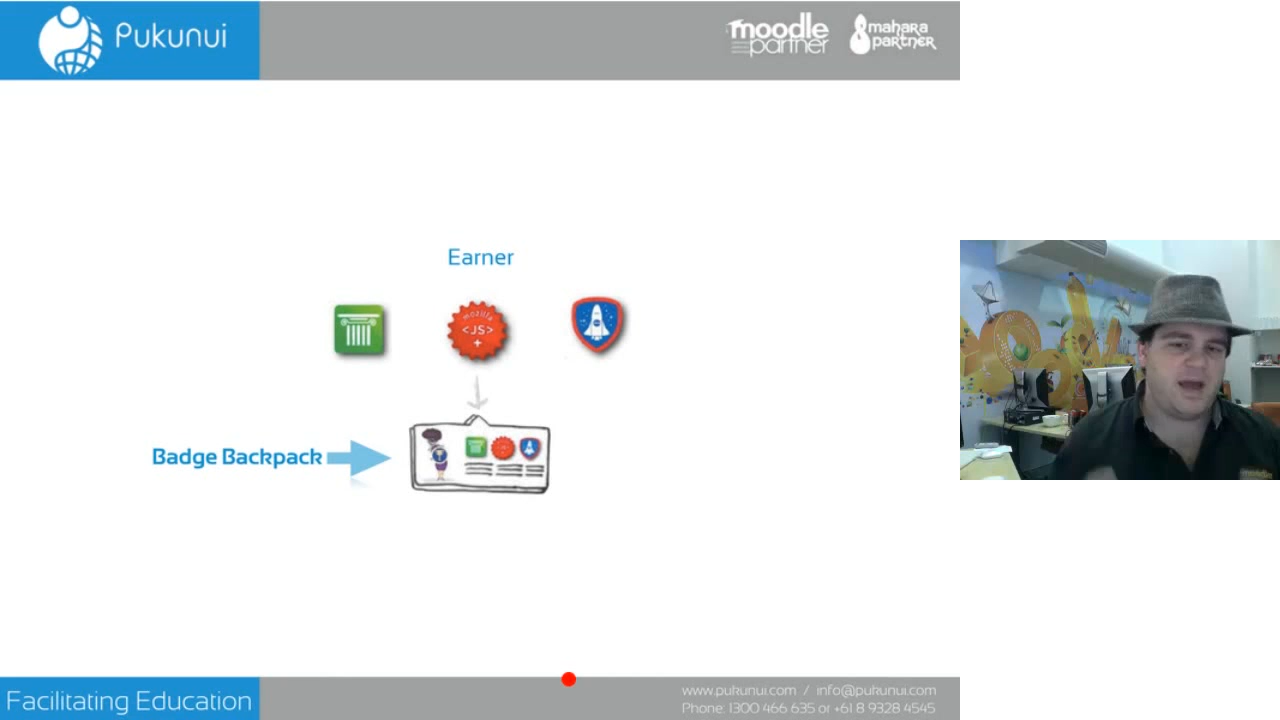 Pukunui
moodle
partner
mahara
partner
Earner
mozilla
<JS>
+
Badge Backpack
Facilitating Education
www.pukunui.com / info@pukunui.com
Phone: 1300 466 635 or +61 8 9328 4545